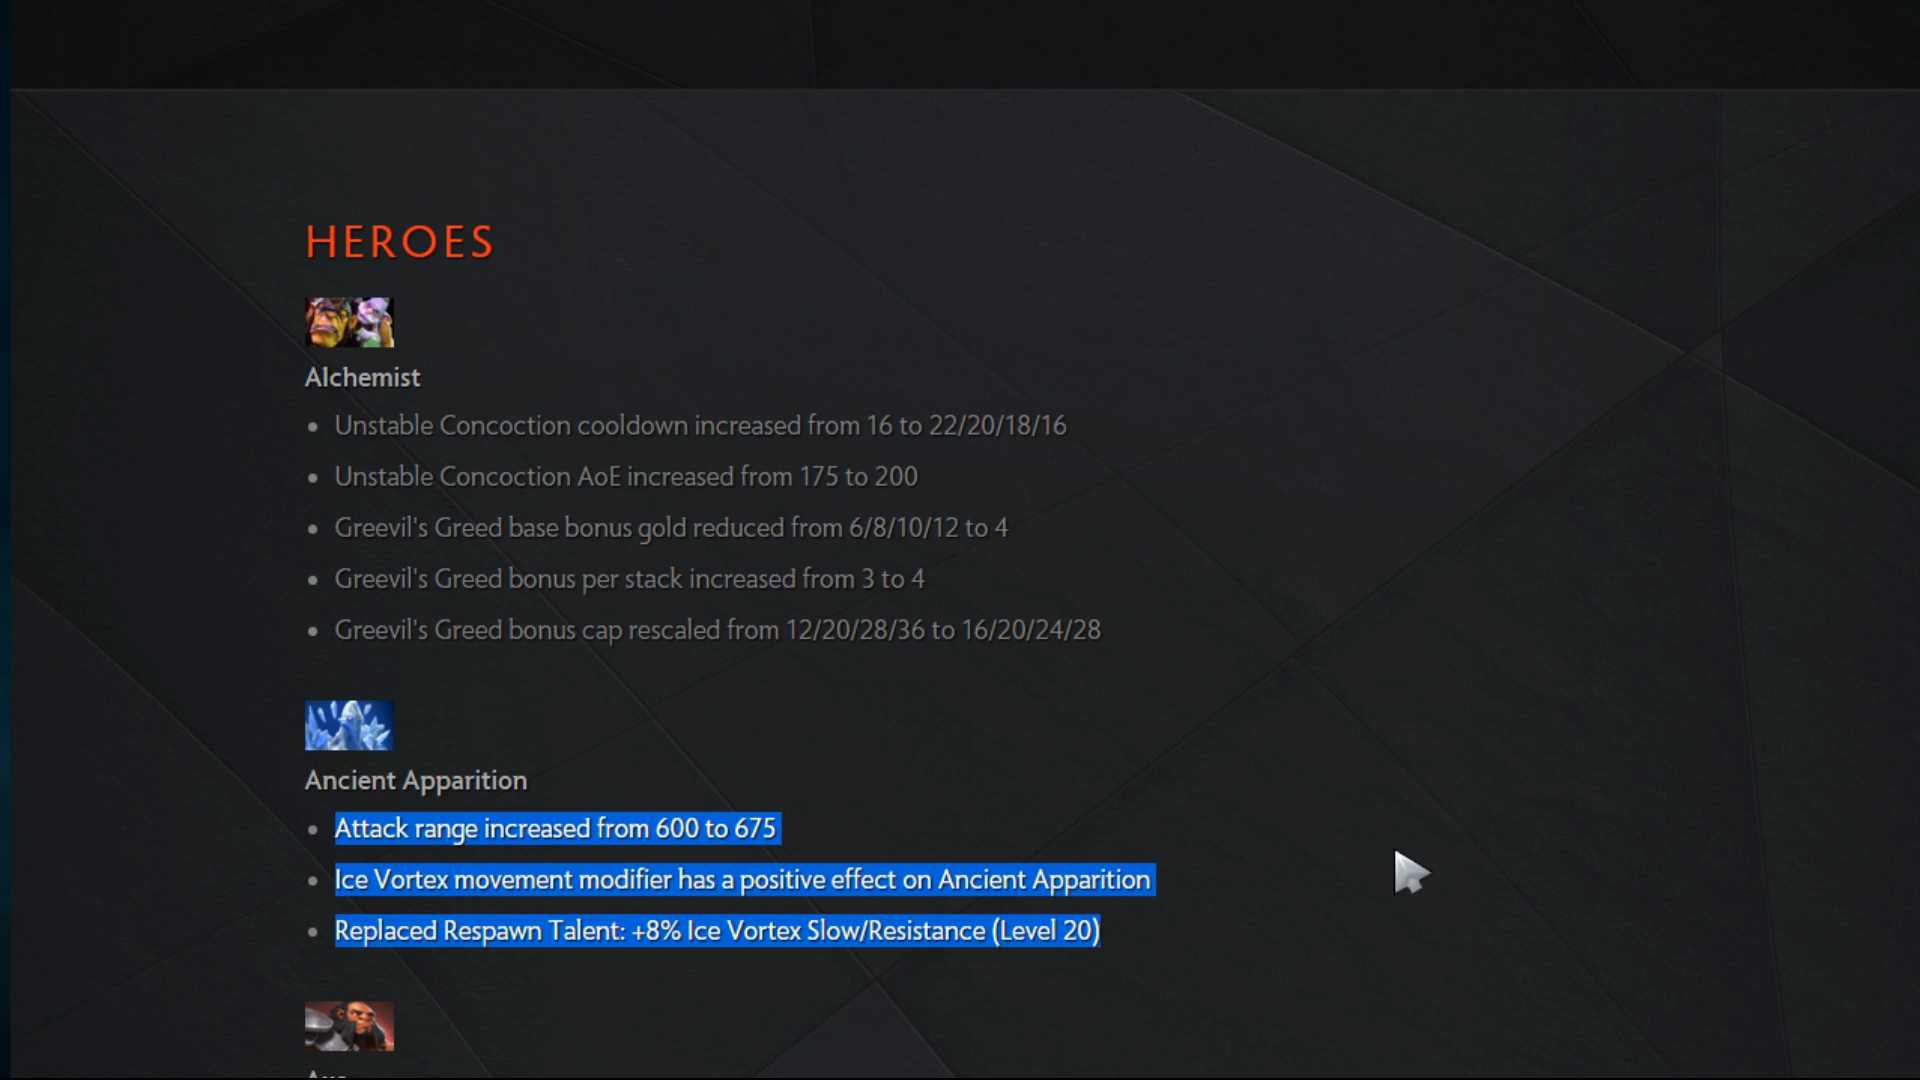 HEROES
Alchemist
Unstable Concoction cooldown increased from 16 to 22/20/18/16
Unstable Concoction AoE increased from 175 to 200
Greevil's Greed base bonus gold reduced from 6/8/10/12 to 4
Greevil's Greed bonus per stack increased from 3 to 4
Greevil's Greed bonus cap rescaled from 12/20/28/36 to 16/20/24/28
Ancient Apparition
Attack range increased from 600 to 675
Ice Vortex movement modifier has a positive effect on Ancient Apparition
Replaced Respawn Talent: +8% Ice Vortex Slow/Resistance (Level 20)